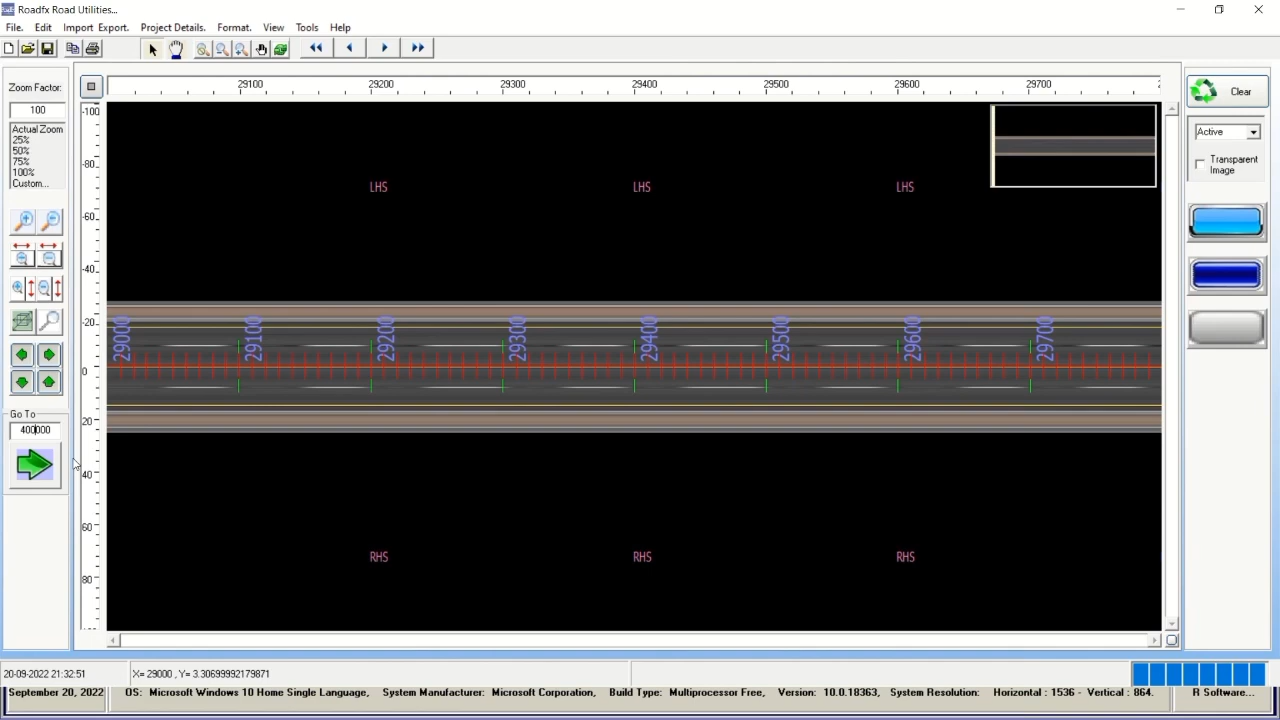 Roadfx Road Utilities...
File. Edit Import Export. Project Details. Format. View Tools Help
Zoom Factor:
100
Actual Zoom
25%
50%
75%
100%
Custom...
Go To
400000
29100 29200 29300 29400 29500 29600 29700
-100
-80
-60
-40
-20
0
20
40
60
80
LHS LHS LHS
29000 29100 29200 29300 29400 29500 29600 29700
RHS RHS RHS
Clear
Active
Transparent
Image
20-09-2022 21:32:51 X= 29000 , Y= 3.30699992179871
September 20, 2022 OS: Microsoft Windows 10 Home Single Language, System Manufacturer: Microsoft Corporation, Build Type: Multiprocessor Free, Version: 10.0.18363, System Resolution: Horizontal : 1536 - Vertical : 864. R Software...